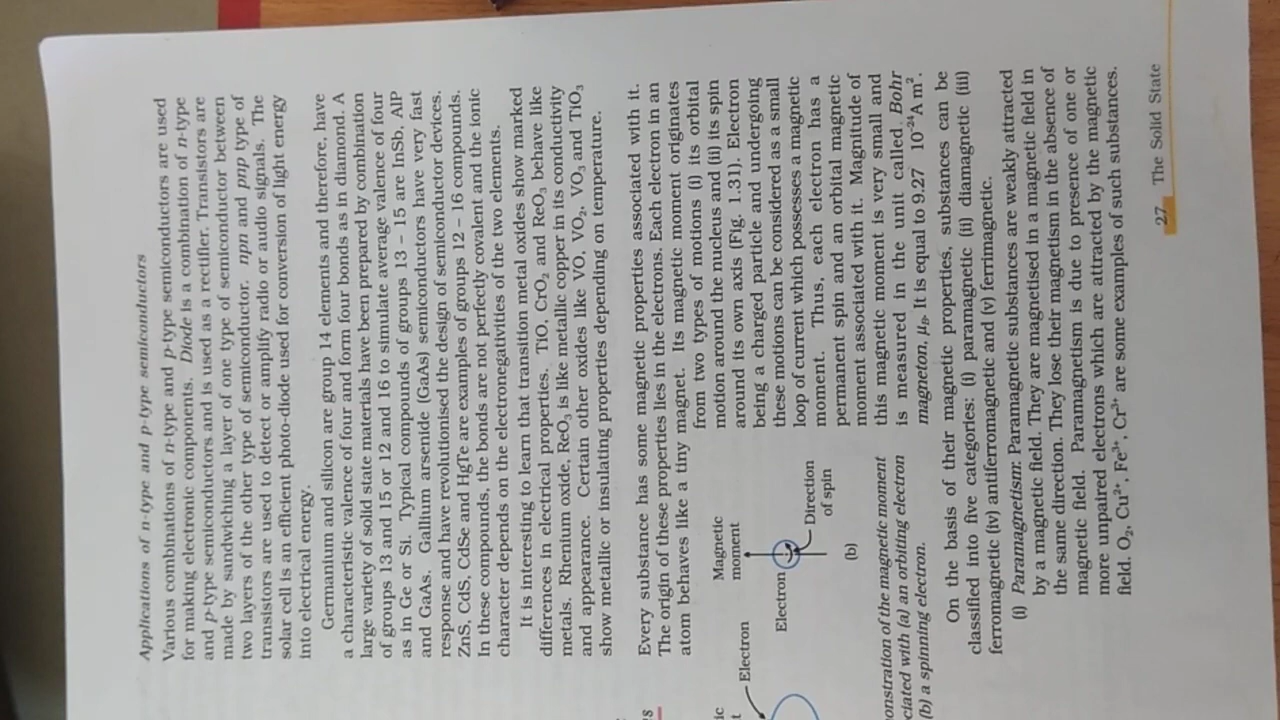 Applications of n-type and p-type semiconductors
Various combinations of n-type and p-type semiconductors are used
for making electronic components. Diode is a combination of n-type
and p-type semiconductors and is used as a rectifier. Transistors are
made by sandwiching a layer of one type of semiconductor between
two layers of the other type of semiconductor. npn and pnp type of
transistors are used to detect or amplify radio or audio signals. The
solar cell is an efficient photo-diode used for conversion of light energy
into electrical energy.
Germanium and silicon are group 14 elements and therefore, have
a characteristic valence of four and form four bonds as in diamond. A
large variety of solid state materials have been prepared by combination
of groups 13 and 15 or 12 and 16 to simulate average valence of four
as in Ge or Si. Typical compounds of groups 13 – 15 are InSb, AlP
and GaAs. Gallium arsenide (GaAs) semiconductors have very fast
response and have revolutionised the design of semiconductor devices.
ZnS, CdS, CdSe and HgTe are examples of groups 12 – 16 compounds.
In these compounds, the bonds are not perfectly covalent and the ionic
character depends on the electronegativities of the two elements.
It is interesting to learn that transition metal oxides show marked
differences in electrical properties. TiO, CrO₂ and ReO₃ behave like
metals. Rhenium oxide, ReO₃ is like metallic copper in its conductivity
and appearance. Certain other oxides like VO, VO₂, VO₃ and TiO₃
show metallic or insulating properties depending on temperature.
Every substance has some magnetic properties associated with it.
The origin of these properties lies in the electrons. Each electron in an
atom behaves like a tiny magnet. Its magnetic moment originates
from two types of motions (i) its orbital
motion around the nucleus and (ii) its spin
around its own axis (Fig. 1.31). Electron
being a charged particle and undergoing
these motions can be considered as a small
loop of current which possesses a magnetic
moment. Thus, each electron has a
permanent spin and an orbital magnetic
moment associated with it. Magnitude of
this magnetic moment is very small and
is measured in the unit called Bohr
magneton, μB. It is equal to 9.27 10⁻²⁴A m².
Electron
Magnetic
moment
Electron
Direction
of spin
(b)
onstration of the magnetic moment
ciated with (a) an orbiting electron
(b) a spinning electron.
On the basis of their magnetic properties, substances can be
classified into five categories: (i) paramagnetic (ii) diamagnetic (iii)
ferromagnetic (iv) antiferromagnetic and (v) ferrimagnetic.
(i) Paramagnetism: Paramagnetic substances are weakly attracted
by a magnetic field. They are magnetised in a magnetic field in
the same direction. They lose their magnetism in the absence of
magnetic field. Paramagnetism is due to presence of one or
more unpaired electrons which are attracted by the magnetic
field. O₂, Cu²⁺, Fe³⁺, Cr³⁺ are some examples of such substances.
27 The Solid State